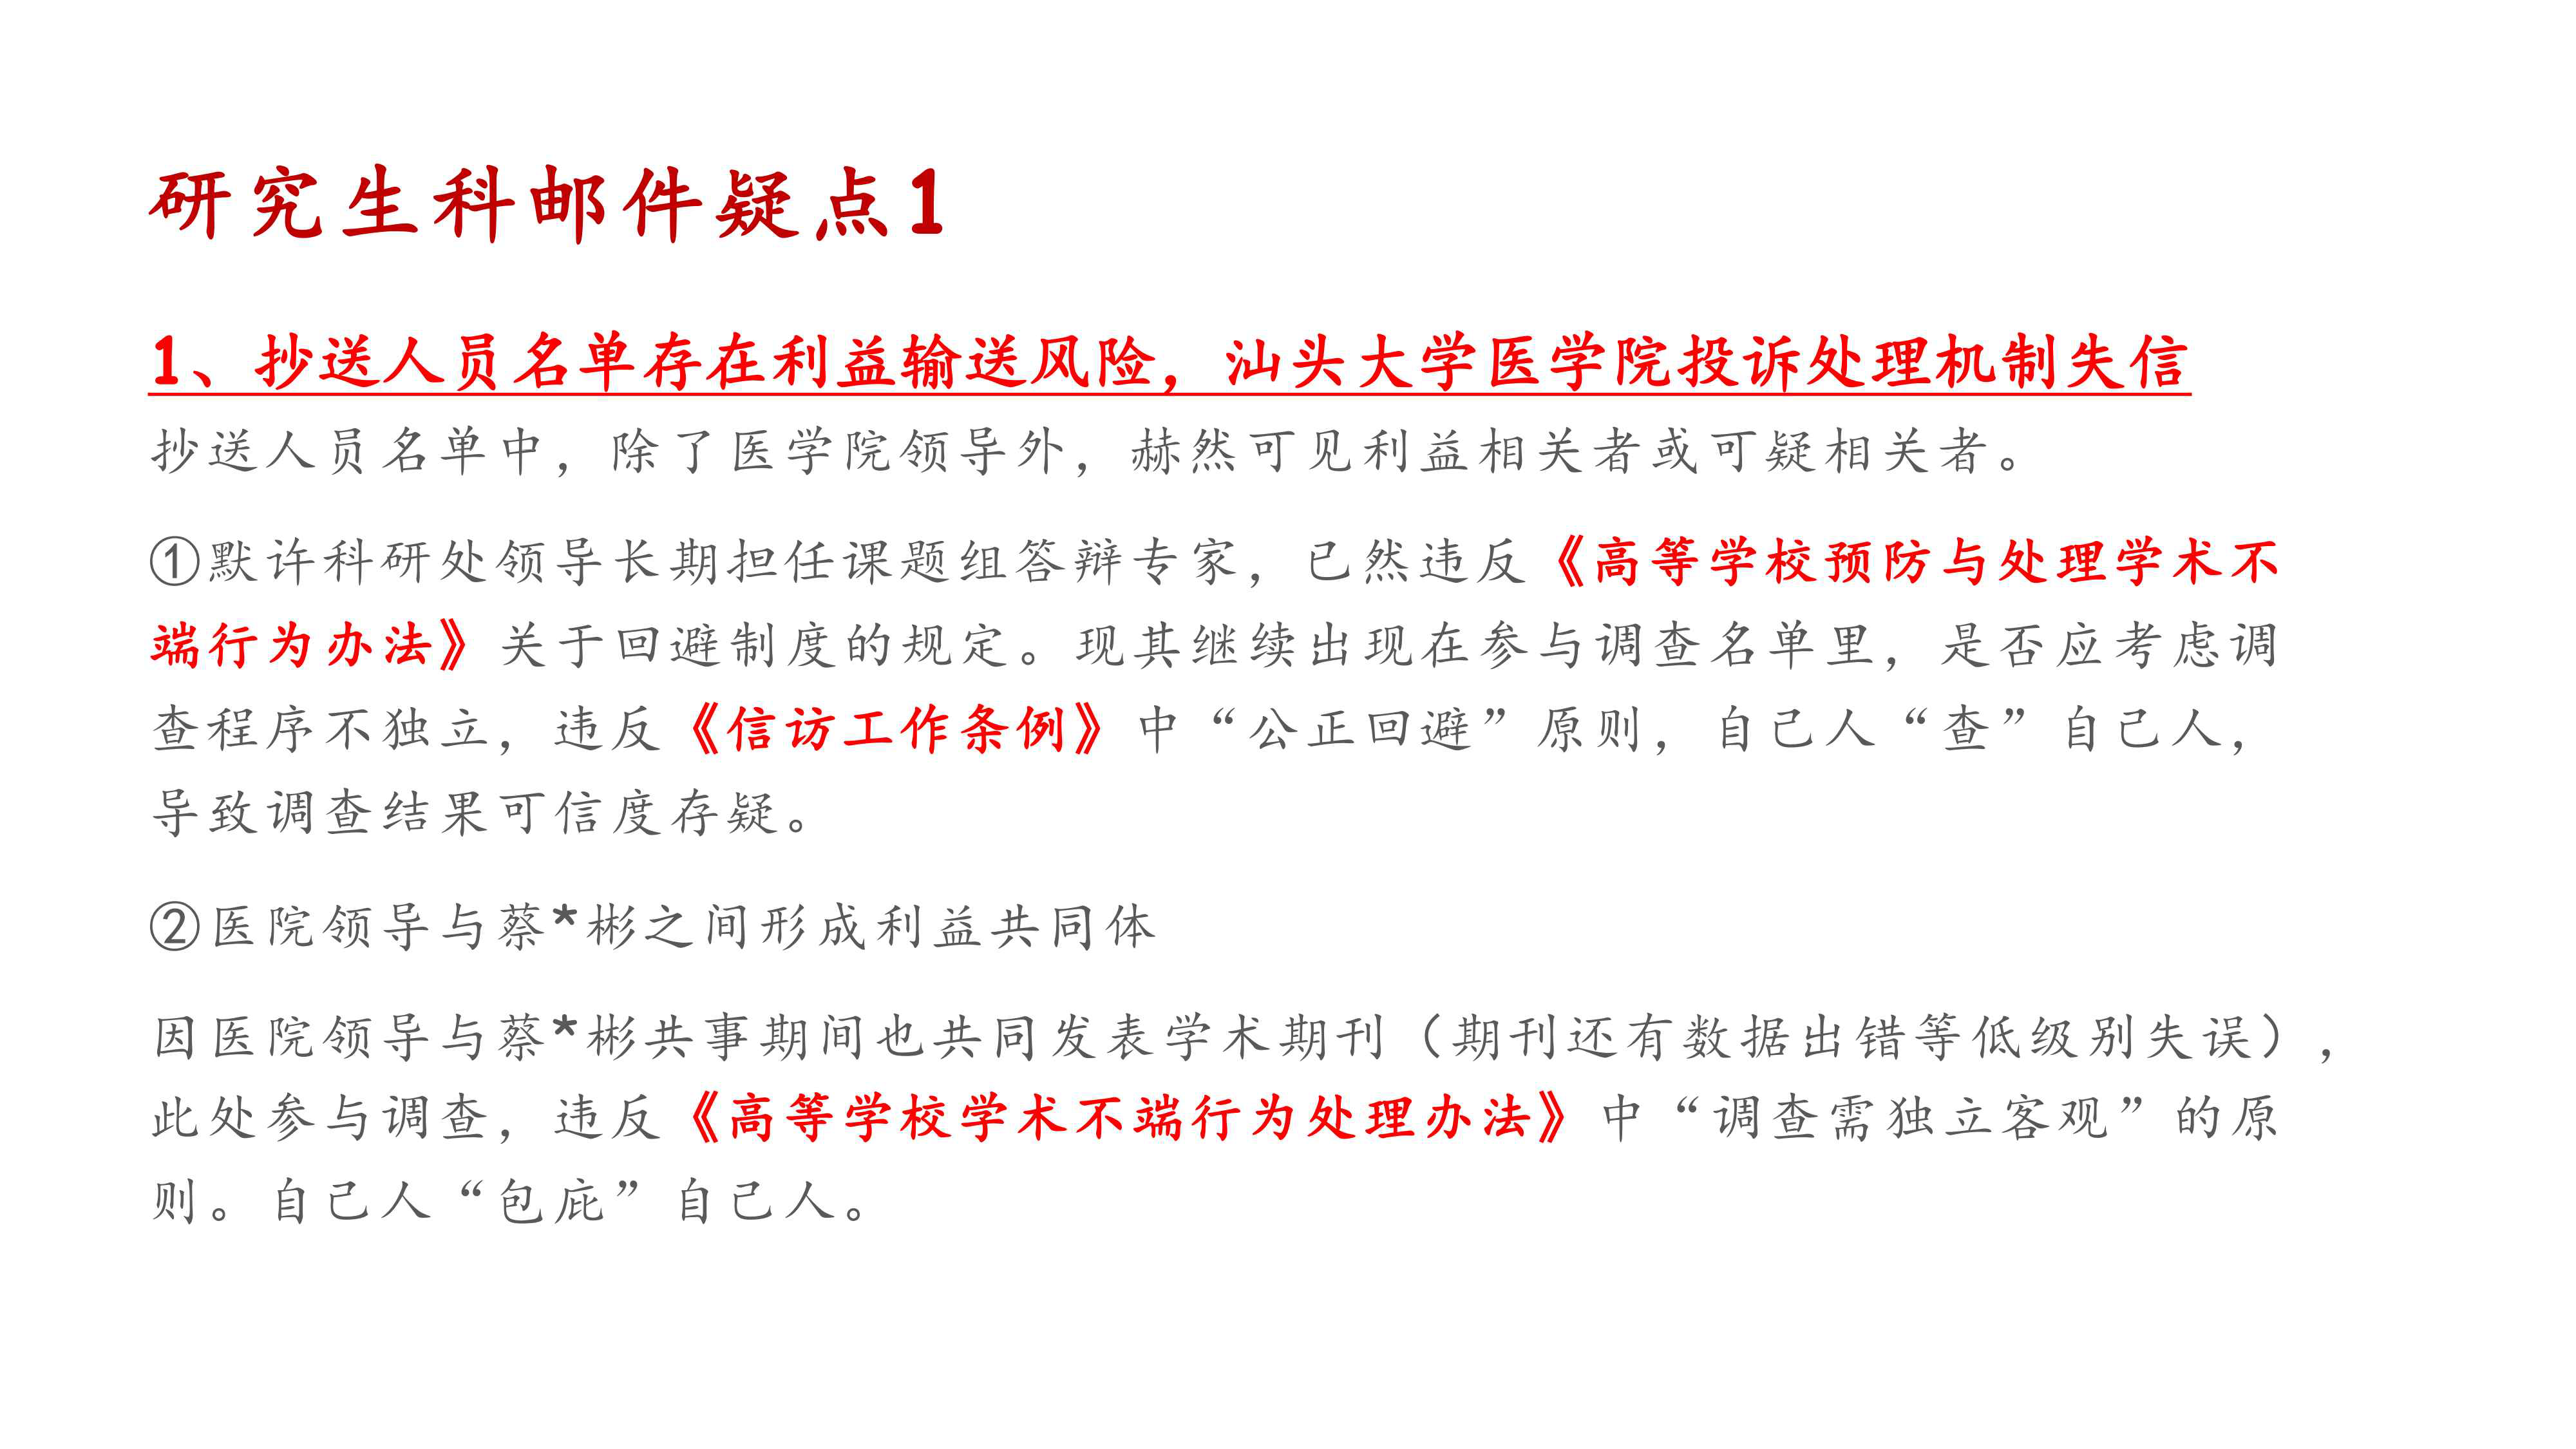 研究生科邮件疑点1
1、抄送人员名单存在利益输送风险，汕头大学医学院投诉处理机制失信
抄送人员名单中，除了医学院领导外，赫然可见利益相关者或可疑相关者。
①默许科研处领导长期担任课题组答辩专家，已然违反《高等学校预防与处理学术不
端行为办法》关于回避制度的规定。现其继续出现在参与调查名单里，是否应考虑调
查程序不独立，违反《信访工作条例》中“公正回避”原则，自己人“查”自己人，
导致调查结果可信度存疑。
②医院领导与蔡*彬之间形成利益共同体
因医院领导与蔡*彬共事期间也共同发表学术期刊（期刊还有数据出错等低级别失误），
此处参与调查，违反《高等学校学术不端行为处理办法》中“调查需独立客观”的原
则。自己人“包庇”自己人。